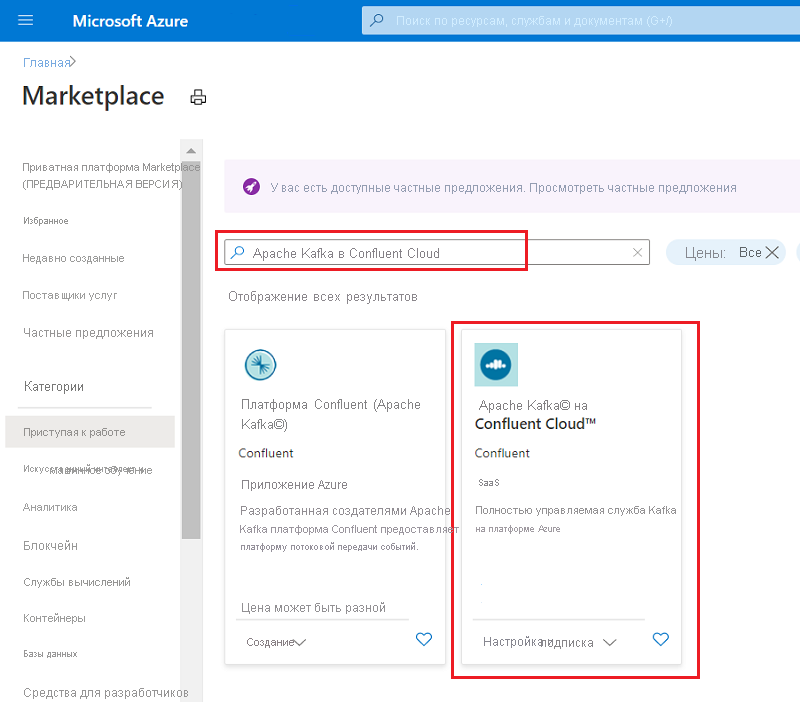 Microsoft Azure
Поиск по ресурсам, службам и документам (G+/)
Главная
Marketplace
Приватная платформа Marketplace
(ПРЕДВАРИТЕЛЬНАЯ ВЕРСИЯ)
Избранное
Недавно созданные
Поставщики услуг
Частные предложения
Категории
Приступая к работе
машинное обучение
Аналитика
Блокчейн
Службы вычислений
Контейнеры
Базы данных
Средства для разработчиков
У вас есть доступные частные предложения. Просмотреть частные предложения
Apache Kafka в Confluent Cloud
Цены: Все
Отображение всех результатов
Платформа Confluent (Apache
Kafka©)
Confluent
Приложение Azure
Разработанная создателями Apache
Kafka платформа Confluent предоставляет
платформу потоковой передачи событий.
Цена может быть разной
Создание
Apache Kafka© на
Confluent Cloud™
Confluent
SaaS
Полностью управляемая служба Kafka
на платформе Azure
Настройка и подписка